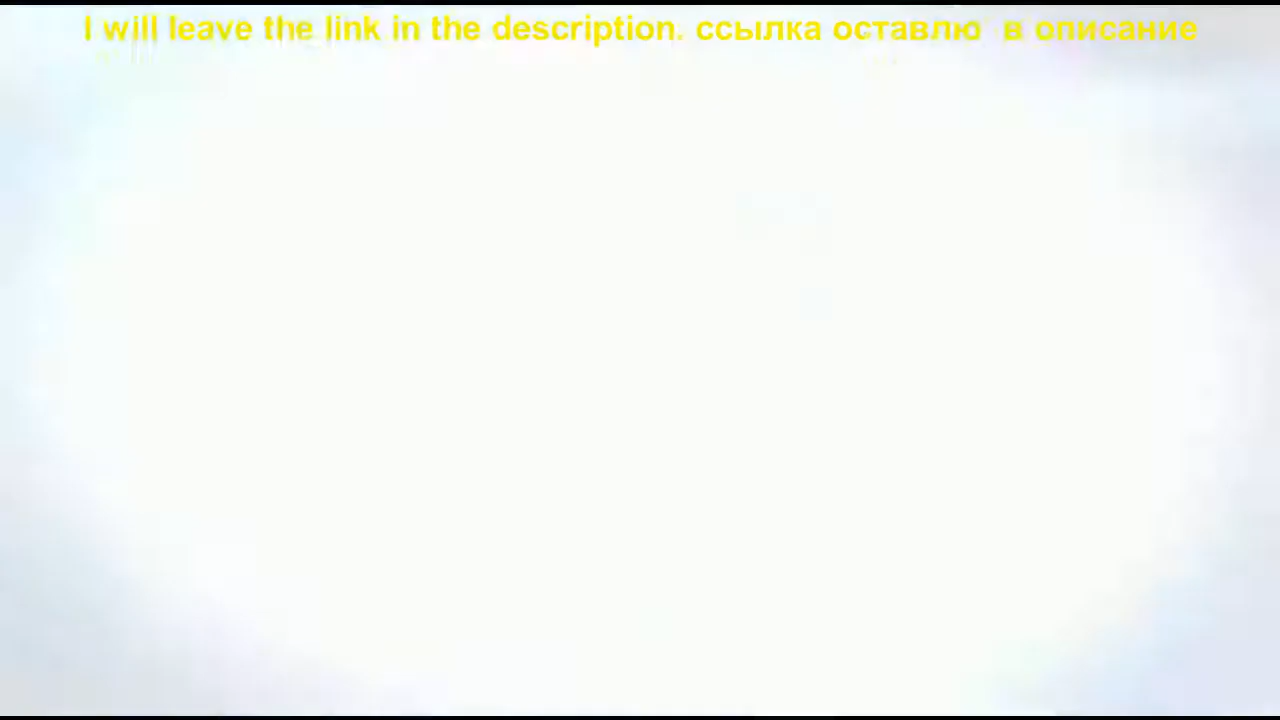 I will leave the link in the description. ссылка оставлю в описание